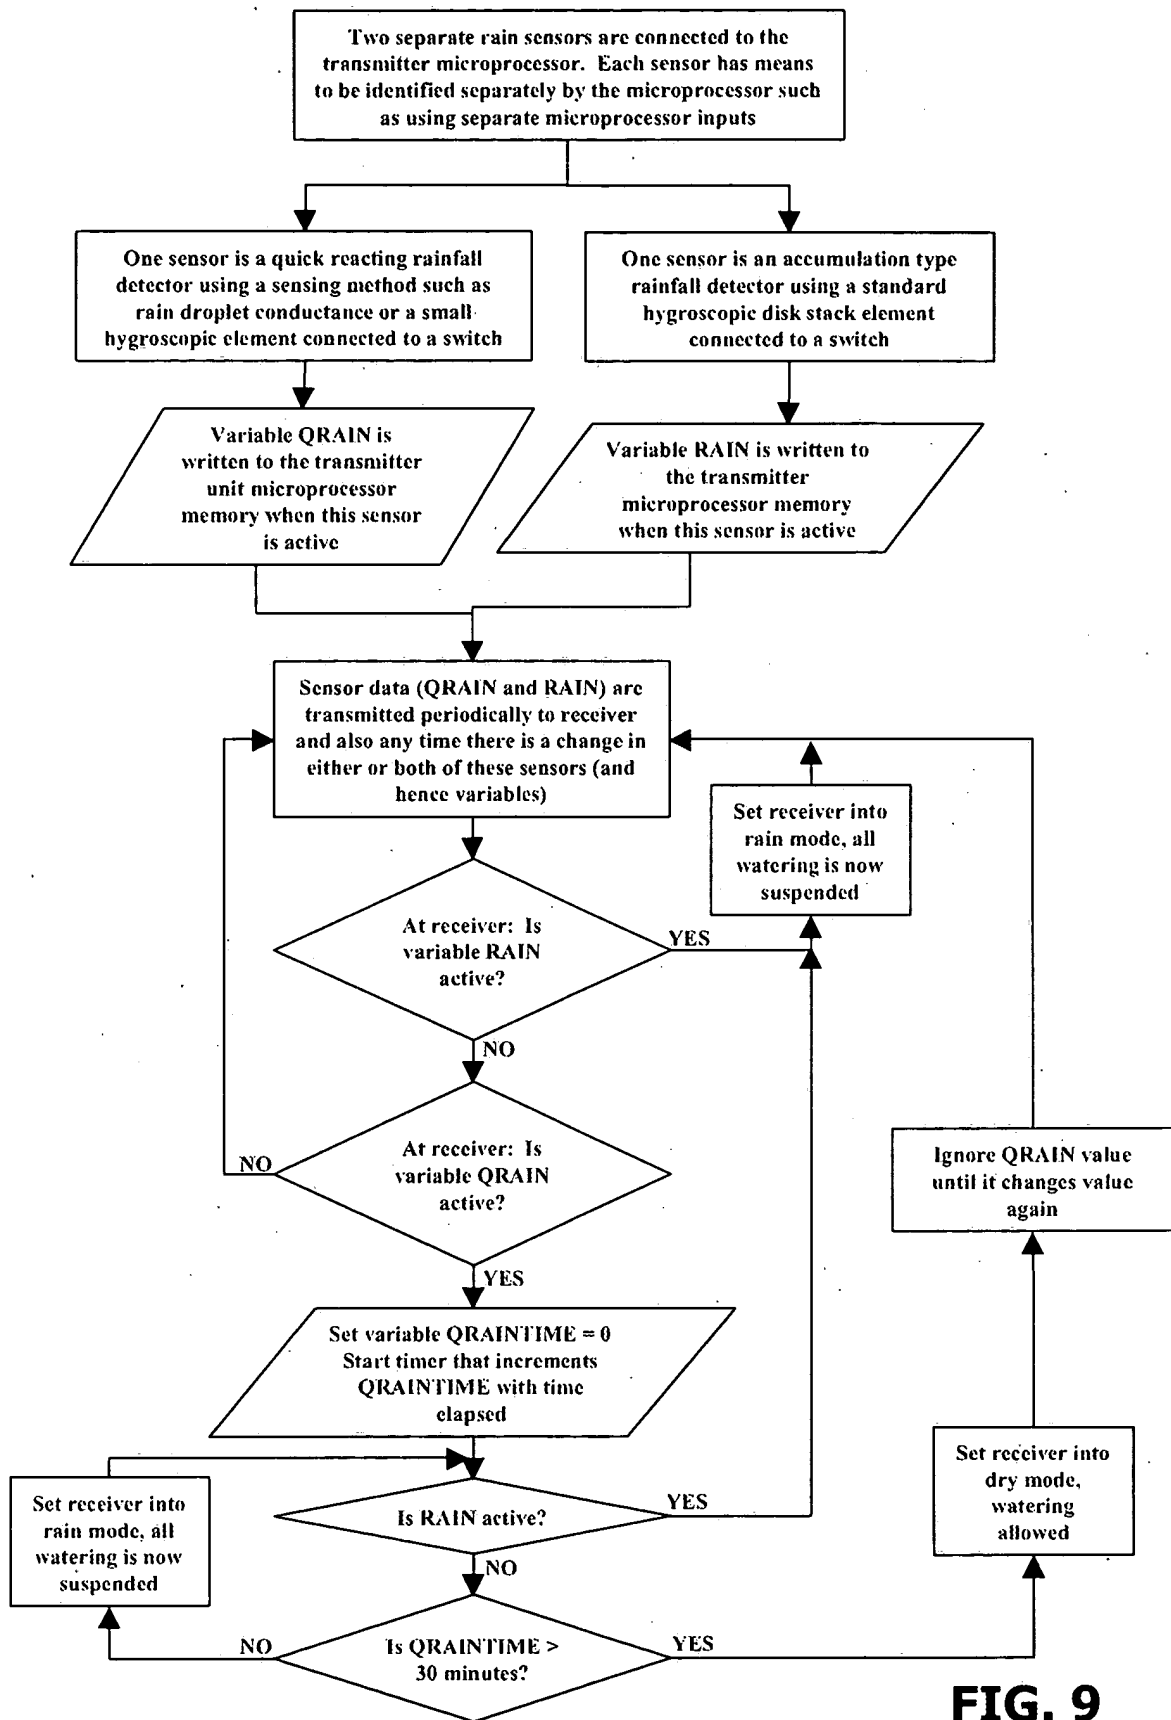 Two separate rain sensors are connected to the
transmitter microprocessor. Each sensor has means
to be identified separately by the microprocessor such
as using separate microprocessor inputs
One sensor is a quick reacting rainfall
detector using a sensing method such as
rain droplet conductance or a small
hygroscopic element connected to a switch
One sensor is an accumulation type
rainfall detector using a standard
hygroscopic disk stack element
connected to a switch
Variable QRAIN is
written to the transmitter
unit microprocessor
memory when this sensor
is active
Variable RAIN is written to
the transmitter
microprocessor memory
when this sensor is active
Sensor data (QRAIN and RAIN) are
transmitted periodically to receiver
and also any time there is a change in
either or both of these sensors (and
hence variables)
Set receiver into
rain mode, all
watering is now
suspended
At receiver: Is
variable RAIN
active?
YES
NO
At receiver: Is
variable QRAIN
active?
NO
YES
Ignore QRAIN value
until it changes value
again
Set variable QRAINTIME = 0
Start timer that increments
QRAINTIME with time
elapsed
Set receiver into
rain mode, all
watering is now
suspended
Is RAIN active?
YES
NO
Set receiver into
dry mode,
watering
allowed
Is QRAINTIME >
30 minutes?
NO
YES
FIG. 9